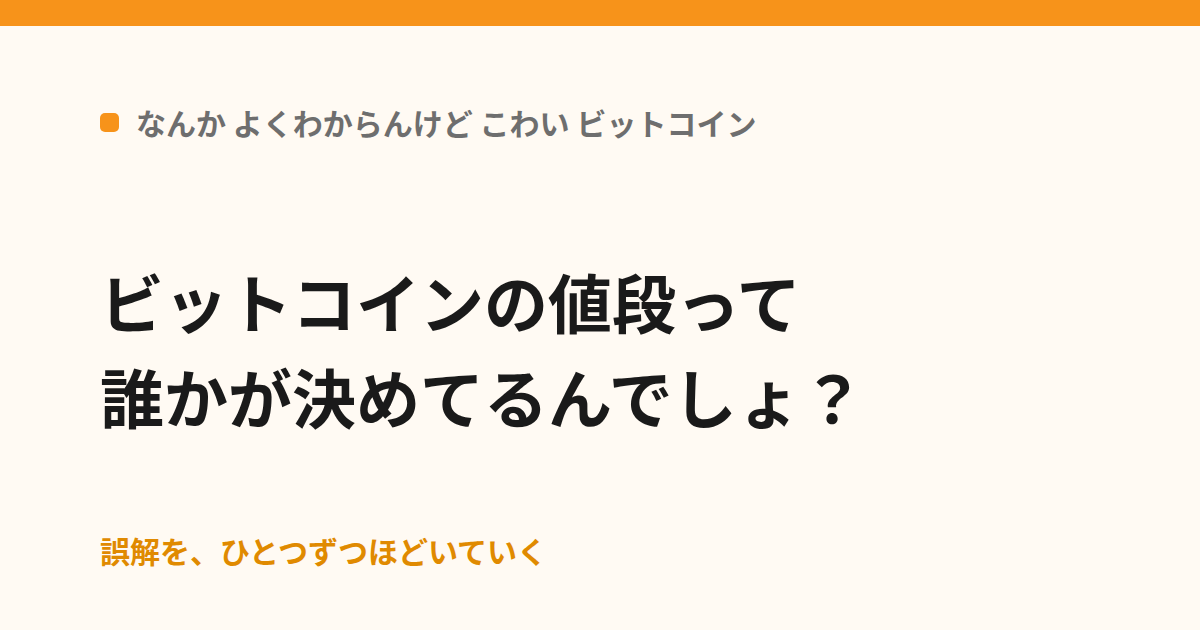 なんか よくわからんけど こわい ビットコイン
ビットコインの値段って
誰かが決めてるんでしょ？
誤解を、ひとつずつほどいていく